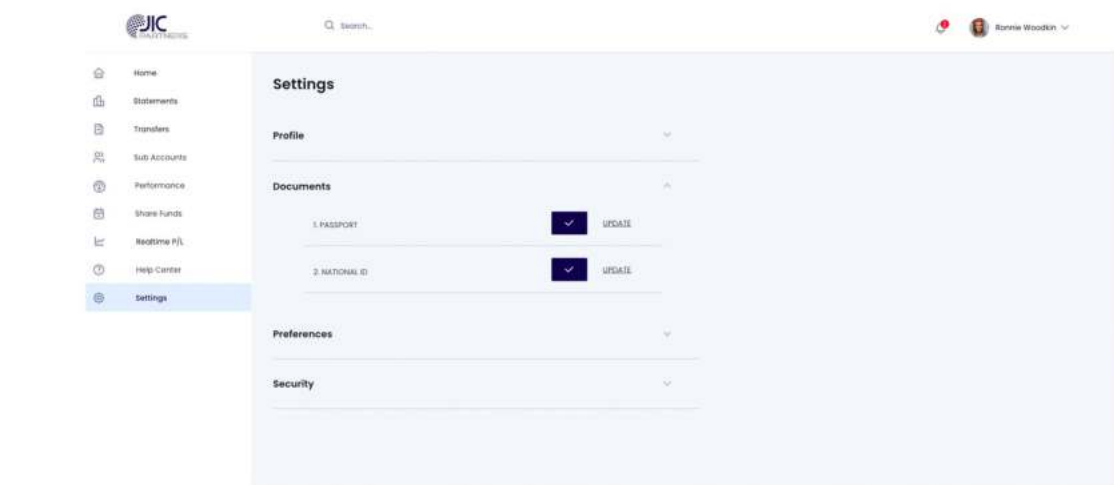 JIC
PARTNERS
Search...
Ronnie Woodkin
Home
Statements
Transfers
Sub Accounts
Performance
Share Funds
Realtime P/L
Help Center
Settings
Settings
Profile
Documents
1. PASSPORT
UPDATE
2. NATIONAL ID
UPDATE
Preferences
Security